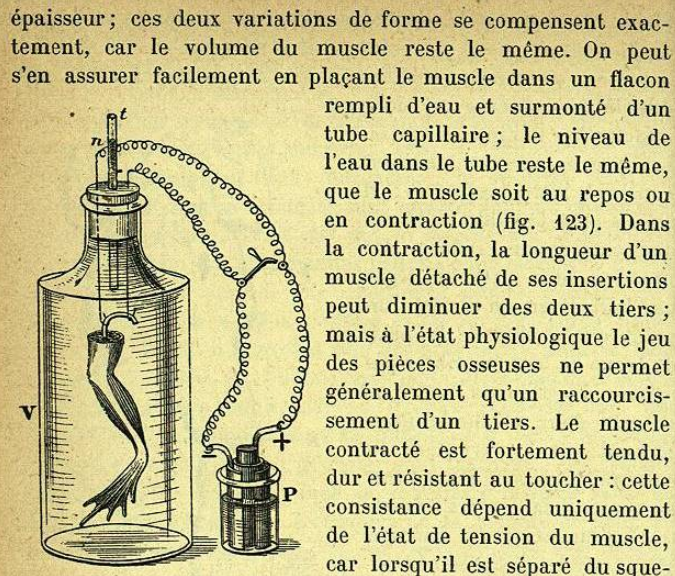 épaisseur; ces deux variations de forme se compensent exac-
tement, car le volume du muscle reste le même. On peut
s'en assurer facilement en plaçant le muscle dans un flacon
rempli d'eau et surmonté d'un
tube capillaire; le niveau de
l'eau dans le tube reste le même,
que le muscle soit au repos ou
en contraction (fig. 123). Dans
la contraction, la longueur d'un
muscle détaché de ses insertions
peut diminuer des deux tiers;
mais à l'état physiologique le jeu
des pièces osseuses ne permet
généralement qu'un raccourcis-
sement d'un tiers. Le muscle
contracté est fortement tendu,
dur et résistant au toucher: cette
consistance dépend uniquement
de l'état de tension du muscle,
car lorsqu'il est séparé du sque-
t
n
V
-
+
P